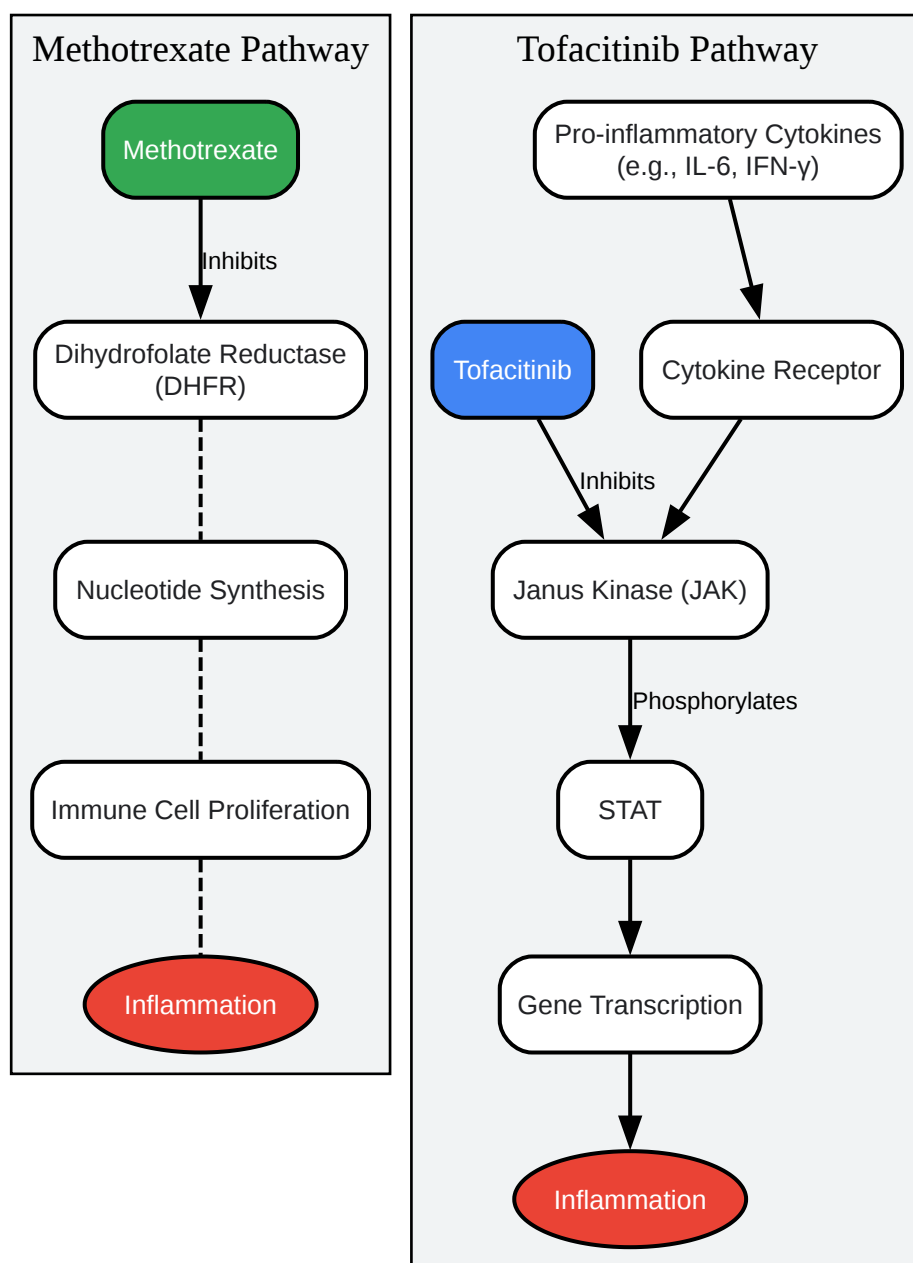 Methotrexate Pathway
Methotrexate
Inhibits
Dihydrofolate Reductase
(DHFR)
Nucleotide Synthesis
Immune Cell Proliferation
Inflammation
Tofacitinib Pathway
Pro-inflammatory Cytokines
(e.g., IL-6, IFN-γ)
Tofacitinib
Cytokine Receptor
Inhibits
Janus Kinase (JAK)
Phosphorylates
STAT
Gene Transcription
Inflammation